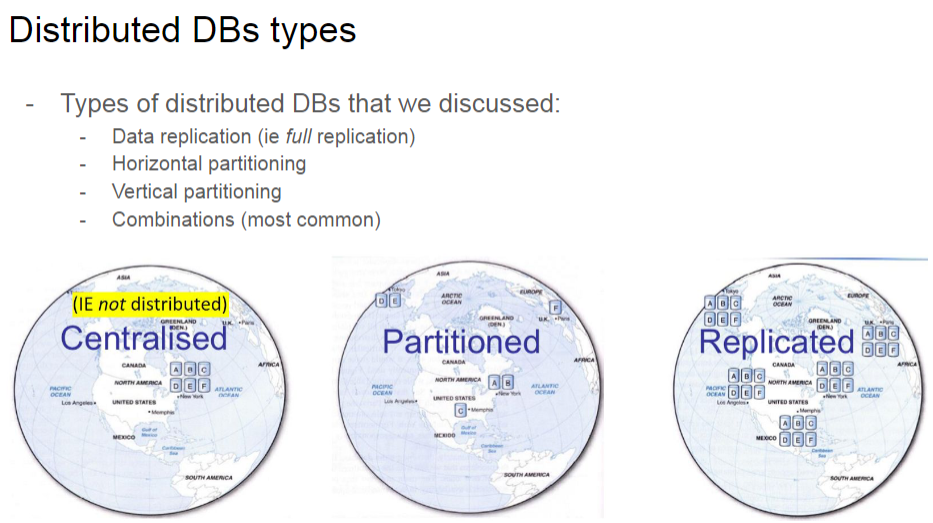 Distributed DBs types
- Types of distributed DBs that we discussed:
- Data replication (ie full replication)
- Horizontal partitioning
- Vertical partitioning
- Combinations (most common)
ASIA
(IE not distributed)
GREENLAND
(DEN.)
U.K.
•Paris
Centralised
CANADA
AFRICA
A B C
NORTH AMERICA
D E F
PACIFIC
OCEAN
ATLANTIC
OCEAN
Los Angeles•
UNITED STATES
•New York
•Memphis
MEXICO
Gulf of
Mexico
Caribbean
Sea
SOUTH AMERICA
ASIA
Tokyo
D E
ARCTIC
OCEAN
EUROPE
F
GREENLAND
(DEN.)
U.K.
•Paris
Partitioned
CANADA
AFRICA
NORTH AMERICA
A B
PACIFIC
OCEAN
ATLANTIC
OCEAN
Los Angeles•
UNITED STATES
•New York
C
•Memphis
MEXICO
Gulf of
Mexico
Caribbean
Sea
SOUTH AMERICA
ASIA
Tokyo
A B C
D E F
ARCTIC
OCEAN
EUROPE
GREENLAND
(DEN.)
U.K.
•Paris
A B C
D E F
Replicated
CANADA
AFRICA
A B C
D E F
NORTH AMERICA
A B C
D E F
PACIFIC
OCEAN
ATLANTIC
OCEAN
Los Angeles•
UNITED STATES
•New York
•Memphis
A B C
D E F
MEXICO
Caribbean
Sea
SOUTH AMERICA